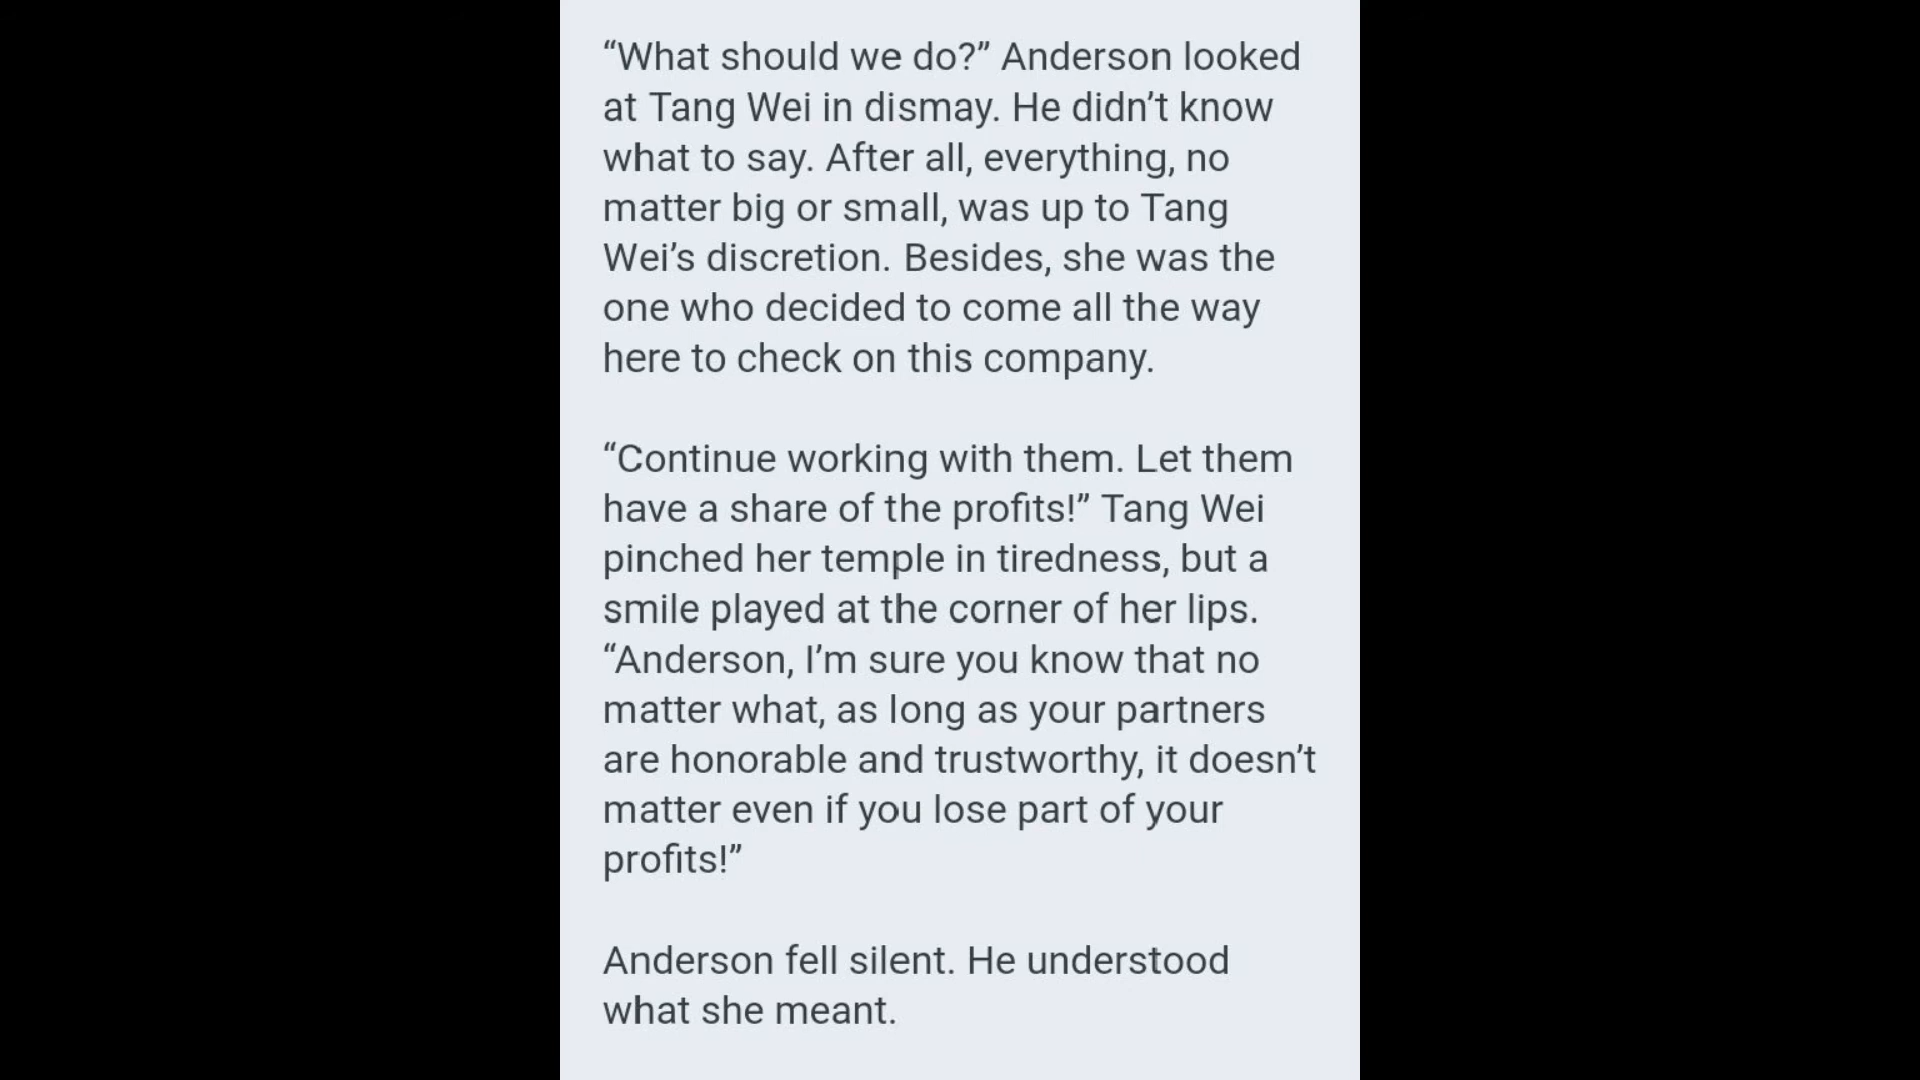 “What should we do?” Anderson looked
at Tang Wei in dismay. He didn’t know
what to say. After all, everything, no
matter big or small, was up to Tang
Wei’s discretion. Besides, she was the
one who decided to come all the way
here to check on this company.
“Continue working with them. Let them
have a share of the profits!” Tang Wei
pinched her temple in tiredness, but a
smile played at the corner of her lips.
“Anderson, I’m sure you know that no
matter what, as long as your partners
are honorable and trustworthy, it doesn’t
matter even if you lose part of your
profits!”
Anderson fell silent. He understood
what she meant.